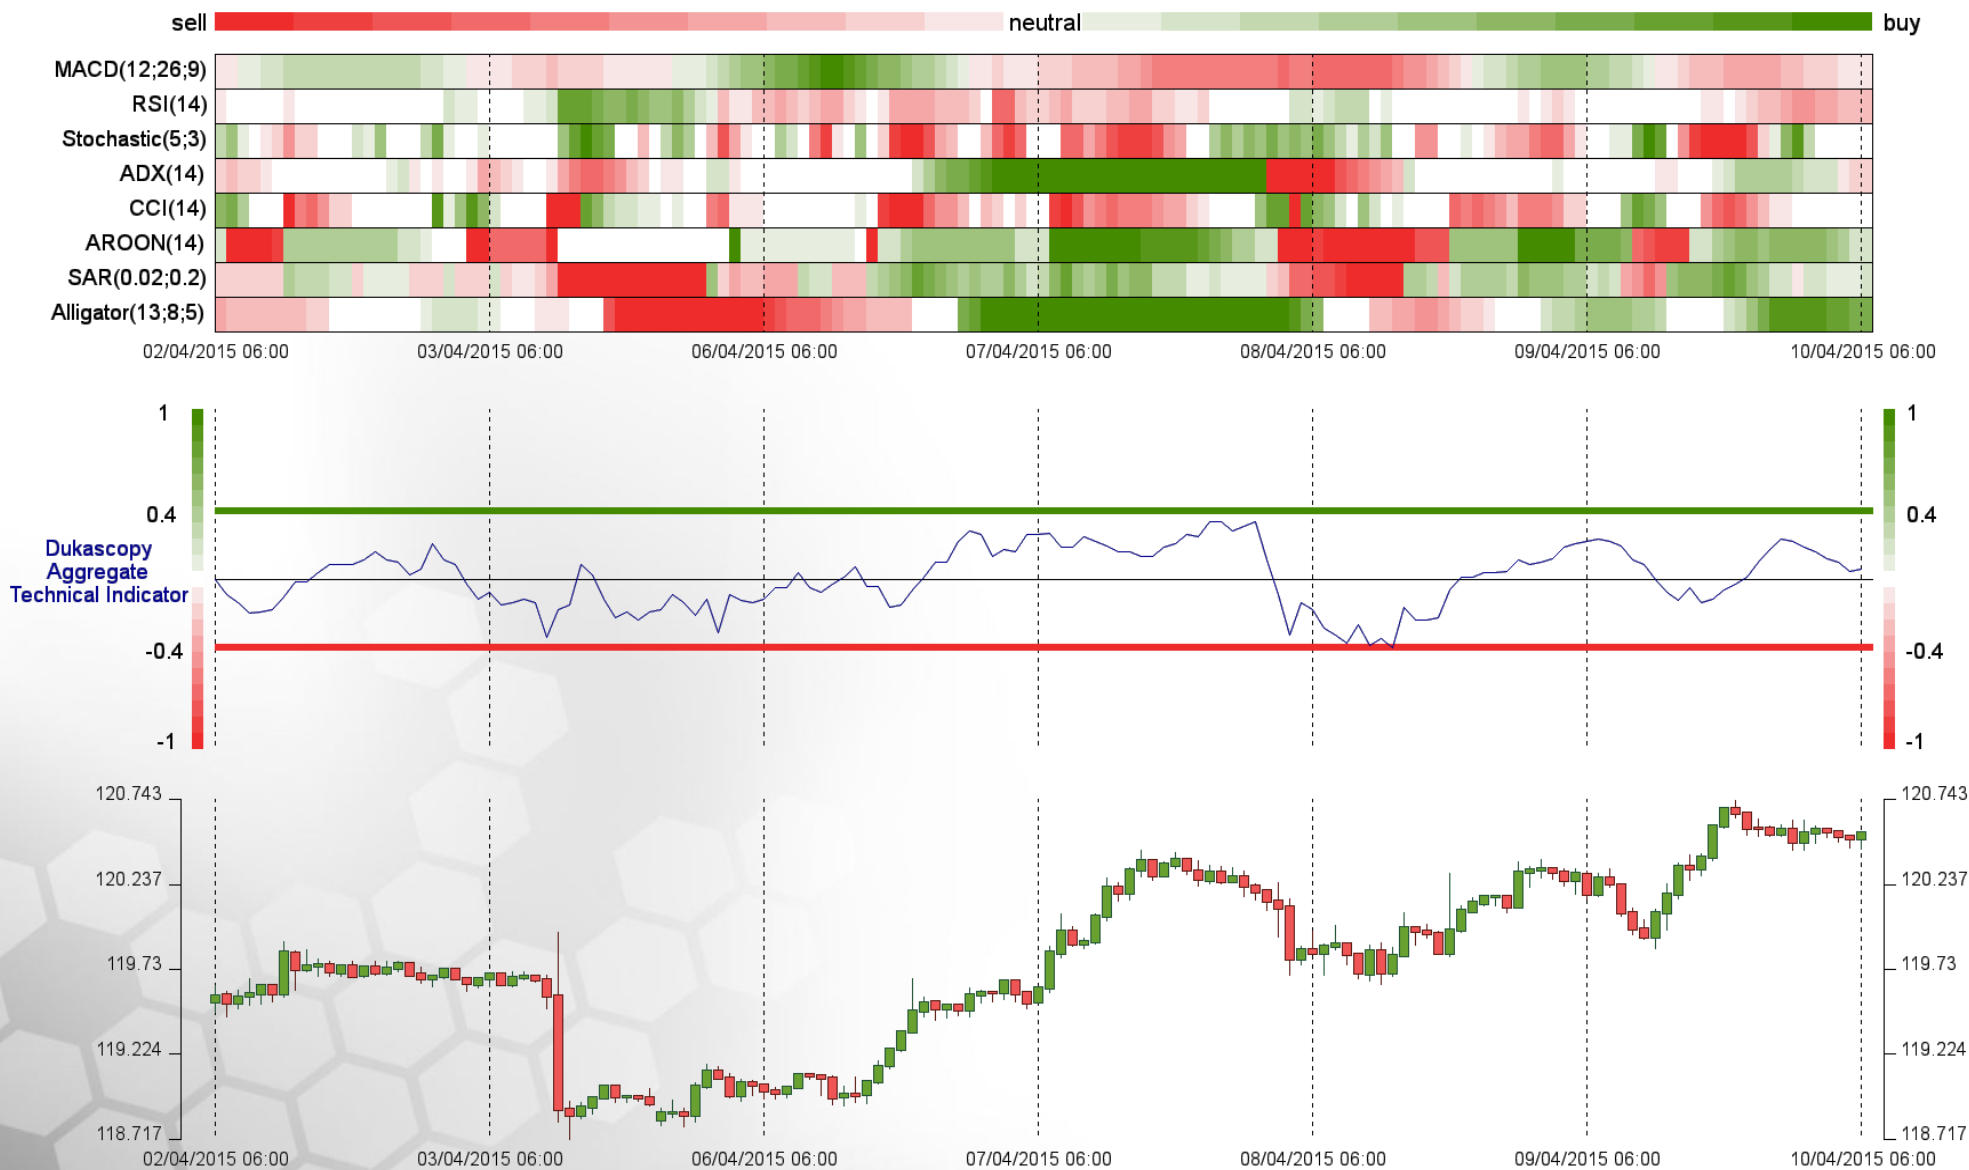 sell neutral buy
MACD(12;26;9)
RSI(14)
Stochastic(5;3)
ADX(14)
CCI(14)
AROON(14)
SAR(0.02;0.2)
Alligator(13;8;5)
02/04/2015 06:00 03/04/2015 06:00 06/04/2015 06:00 07/04/2015 06:00 08/04/2015 06:00 09/04/2015 06:00 10/04/2015 06:00
1 1
0.4 0.4
Dukascopy
Aggregate
Technical Indicator
-0.4 -0.4
-1 -1
120.743 120.743
120.237 120.237
119.73 119.73
119.224 119.224
118.717 118.717
02/04/2015 06:00 03/04/2015 06:00 06/04/2015 06:00 07/04/2015 06:00 08/04/2015 06:00 09/04/2015 06:00 10/04/2015 06:00